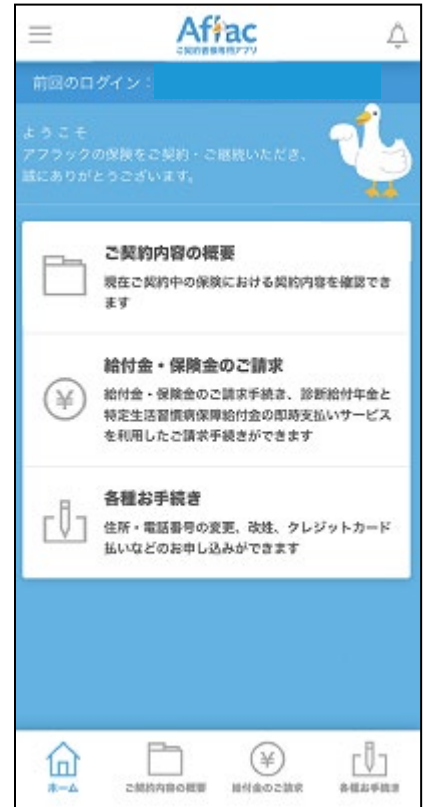 Aflac
ご契約者様専用アプリ
前回のログイン：
ようこそ
アフラックの保険をご契約・ご継続いただき、
誠にありがとうございます。
ご契約内容の概要
現在ご契約中の保険における契約内容を確認でき
ます
給付金・保険金のご請求
給付金・保険金のご請求手続き、診断給付年金と
特定生活習慣病保障給付金の即時支払いサービス
を利用したご請求手続きができます
各種お手続き
住所・電話番号の変更、改姓、クレジットカード
払いなどのお申し込みができます
ホーム ご契約内容の概要 給付金のご請求 各種お手続き